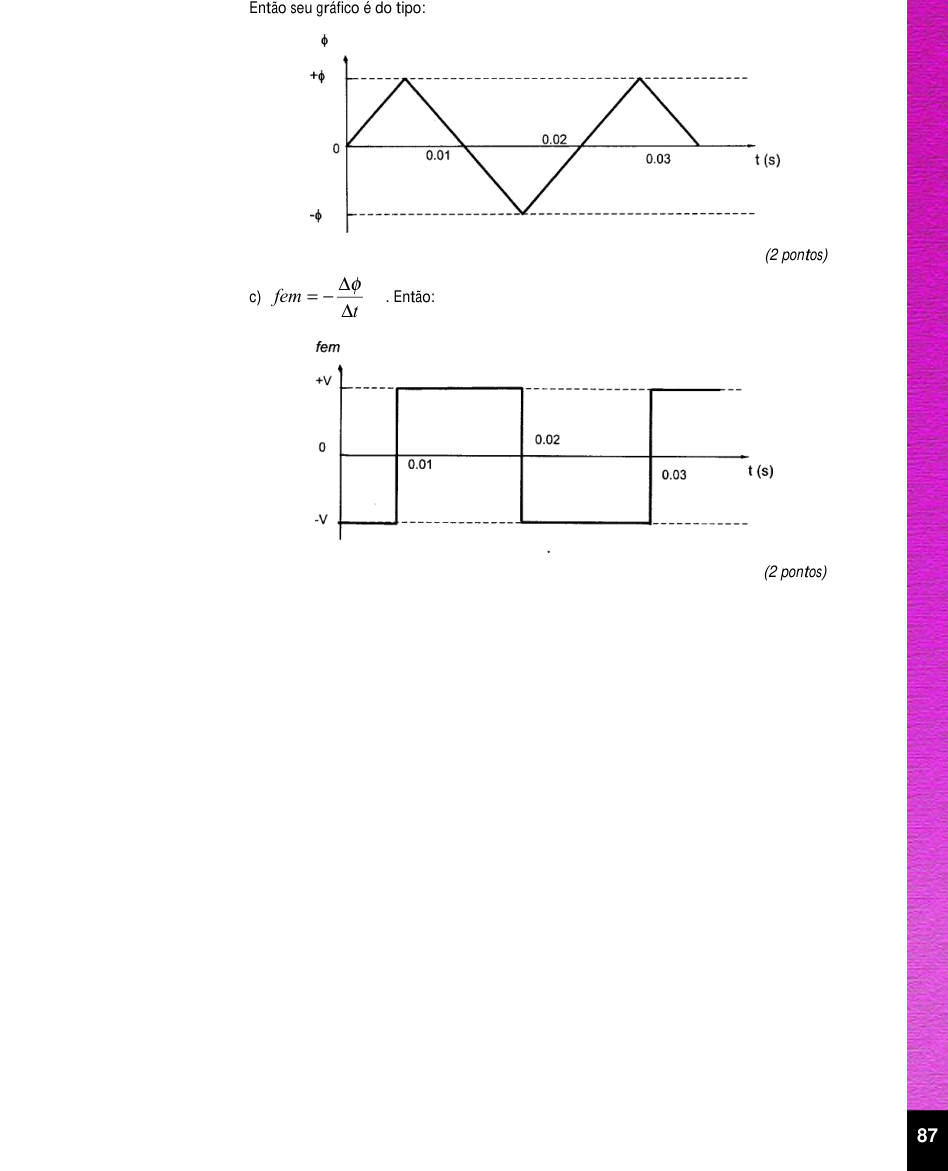 Então seu gráfico é do tipo:
ϕ
+ϕ
0.02
0
0.01
0.03
t (s)
-ϕ
(2 pontos)
c) fem = − Δϕ/Δt . Então:
fem
+V
0.02
0
0.01
0.03
t (s)
-V
(2 pontos)
87